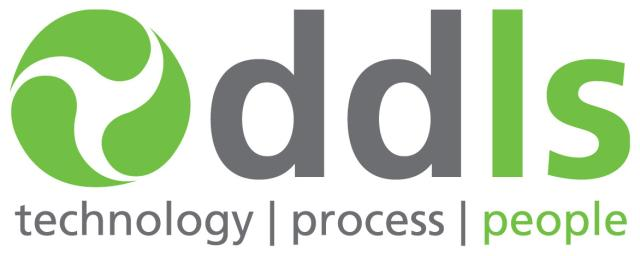 ddls
technology | process | people